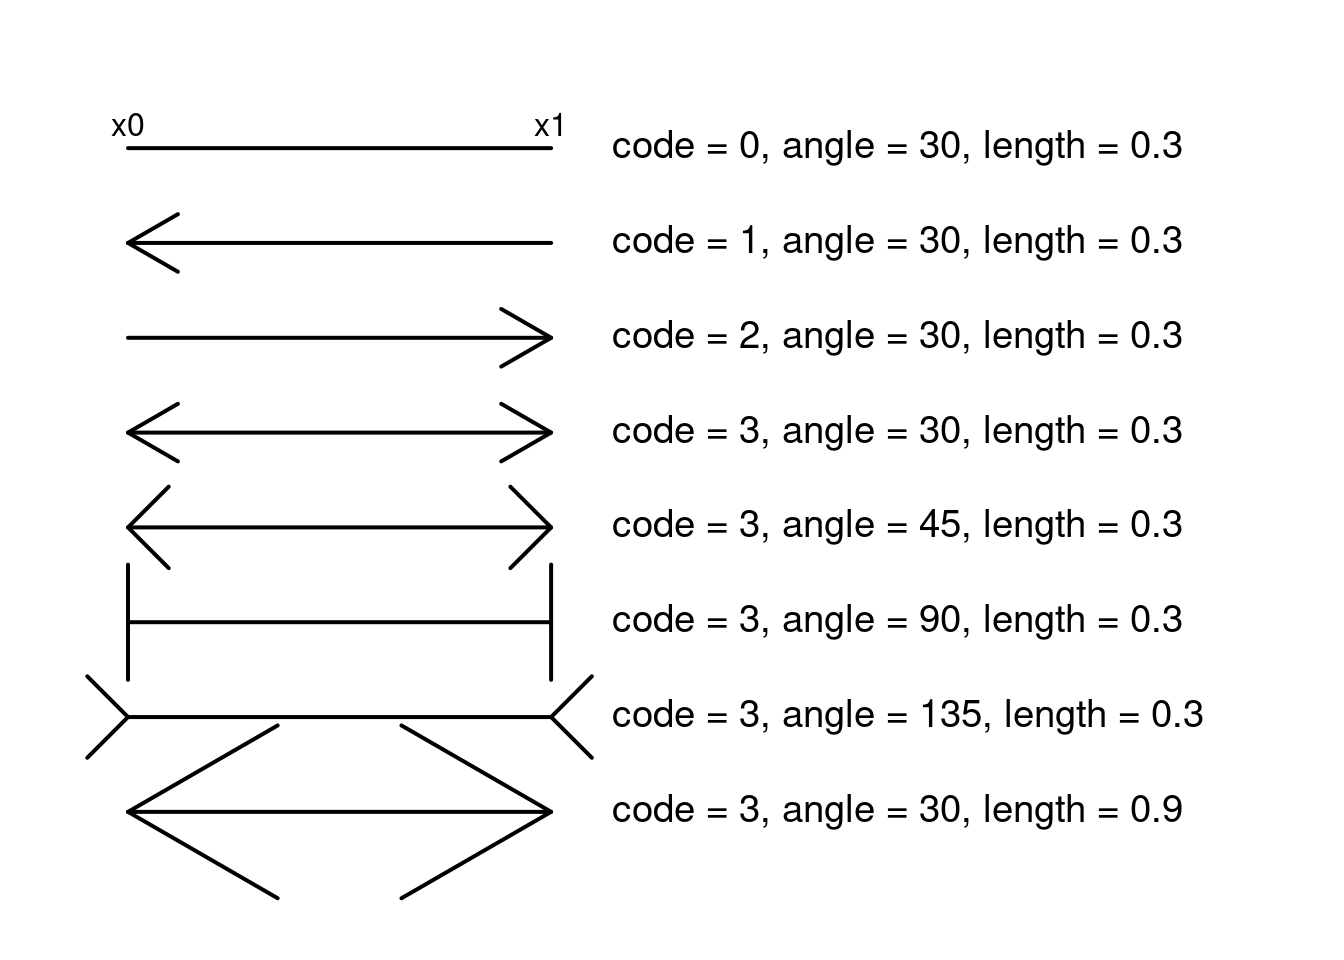 x0 x1
code = 0, angle = 30, length = 0.3
code = 1, angle = 30, length = 0.3
code = 2, angle = 30, length = 0.3
code = 3, angle = 30, length = 0.3
code = 3, angle = 45, length = 0.3
code = 3, angle = 90, length = 0.3
code = 3, angle = 135, length = 0.3
code = 3, angle = 30, length = 0.9